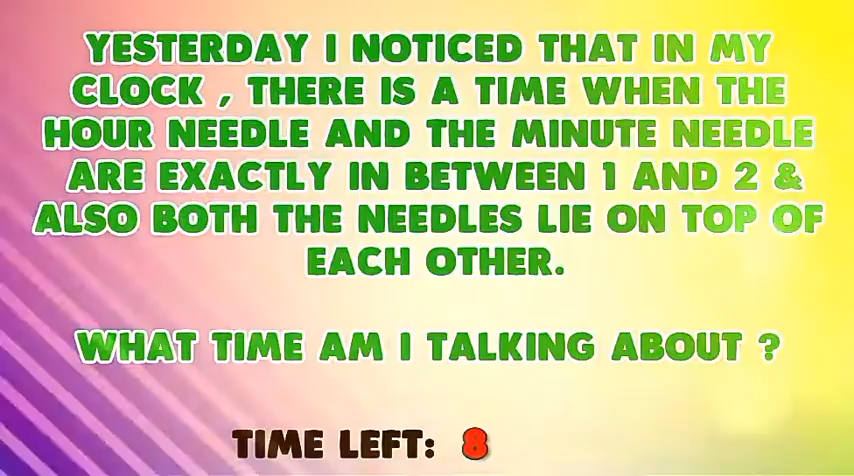 YESTERDAY I NOTICED THAT IN MY
CLOCK , THERE IS A TIME WHEN THE
HOUR NEEDLE AND THE MINUTE NEEDLE
ARE EXACTLY IN BETWEEN 1 AND 2 &
ALSO BOTH THE NEEDLES LIE ON TOP OF
EACH OTHER.
WHAT TIME AM I TALKING ABOUT ?
TIME LEFT: 8